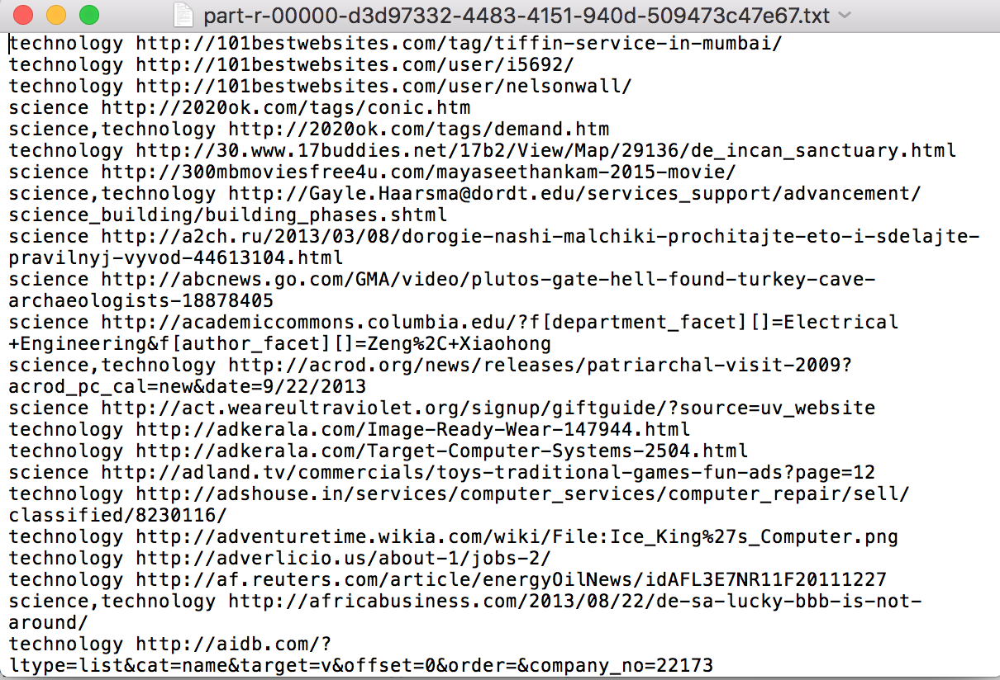 part-r-00000-d3d97332-4483-4151-940d-509473c47e67.txt
technology http://101bestwebsites.com/tag/tiffin-service-in-mumbai/
technology http://101bestwebsites.com/user/i5692/
technology http://101bestwebsites.com/user/nelsonwall/
science http://2020ok.com/tags/conic.htm
science,technology http://2020ok.com/tags/demand.htm
technology http://30.www.17buddies.net/17b2/View/Map/29136/de_incan_sanctuary.html
science http://300mbmoviesfree4u.com/mayaseethankam-2015-movie/
science,technology http://Gayle.Haarsma@dordt.edu/services_support/advancement/
science_building/building_phases.shtml
science http://a2ch.ru/2013/03/08/dorogie-nashi-malchiki-prochitajte-eto-i-sdelajte-
pravilnyj-vyvod-44613104.html
science http://abcnews.go.com/GMA/video/plutos-gate-hell-found-turkey-cave-
archaeologists-18878405
science http://academiccommons.columbia.edu/?f[department_facet][]=Electrical
+Engineering&f[author_facet][]=Zeng%2C+Xiaohong
science,technology http://acrod.org/news/releases/patriarchal-visit-2009?
acrod_pc_cal=new&date=9/22/2013
science http://act.weareultraviolet.org/signup/giftguide/?source=uv_website
technology http://adkerala.com/Image-Ready-Wear-147944.html
technology http://adkerala.com/Target-Computer-Systems-2504.html
science http://adland.tv/commercials/toys-traditional-games-fun-ads?page=12
technology http://adshouse.in/services/computer_services/computer_repair/sell/
classified/8230116/
technology http://adventuretime.wikia.com/wiki/File:Ice_King%27s_Computer.png
technology http://adverlicio.us/about-1/jobs-2/
technology http://af.reuters.com/article/energyOilNews/idAFL3E7NR11F20111227
science,technology http://africabusiness.com/2013/08/22/de-sa-lucky-bbb-is-not-
around/
technology http://aidb.com/?
ltype=list&cat=name&target=v&offset=0&order=&company_no=22173